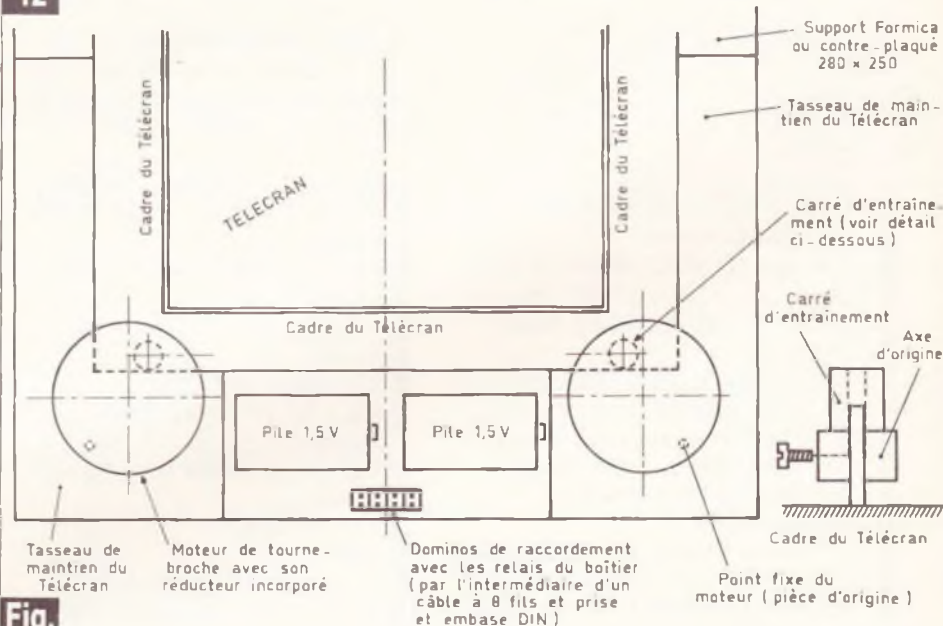 12
Support Formica
ou contre-plaqué
280 x 250
Tasseau de main-
tien du Télécran
Cadre du Télécran
TELECRAN
Cadre du Télécran
Carré d'entraîne-
ment (voir détail
ci-dessous)
Cadre du Télécran
Carré
d'entraînement
Axe
d'origine
Pile 1,5 V
Pile 1,5 V
Cadre du Télécran
Tasseau de
maintien du
Télécran
Moteur de tourne-
broche avec son
réducteur incorporé
Dominos de raccordement
avec les relais du boîtier
(par l'intermédiaire d'un
câble à 8 fils et prise
et embase DIN)
Point fixe du
moteur (pièce d'origine)
Fig.